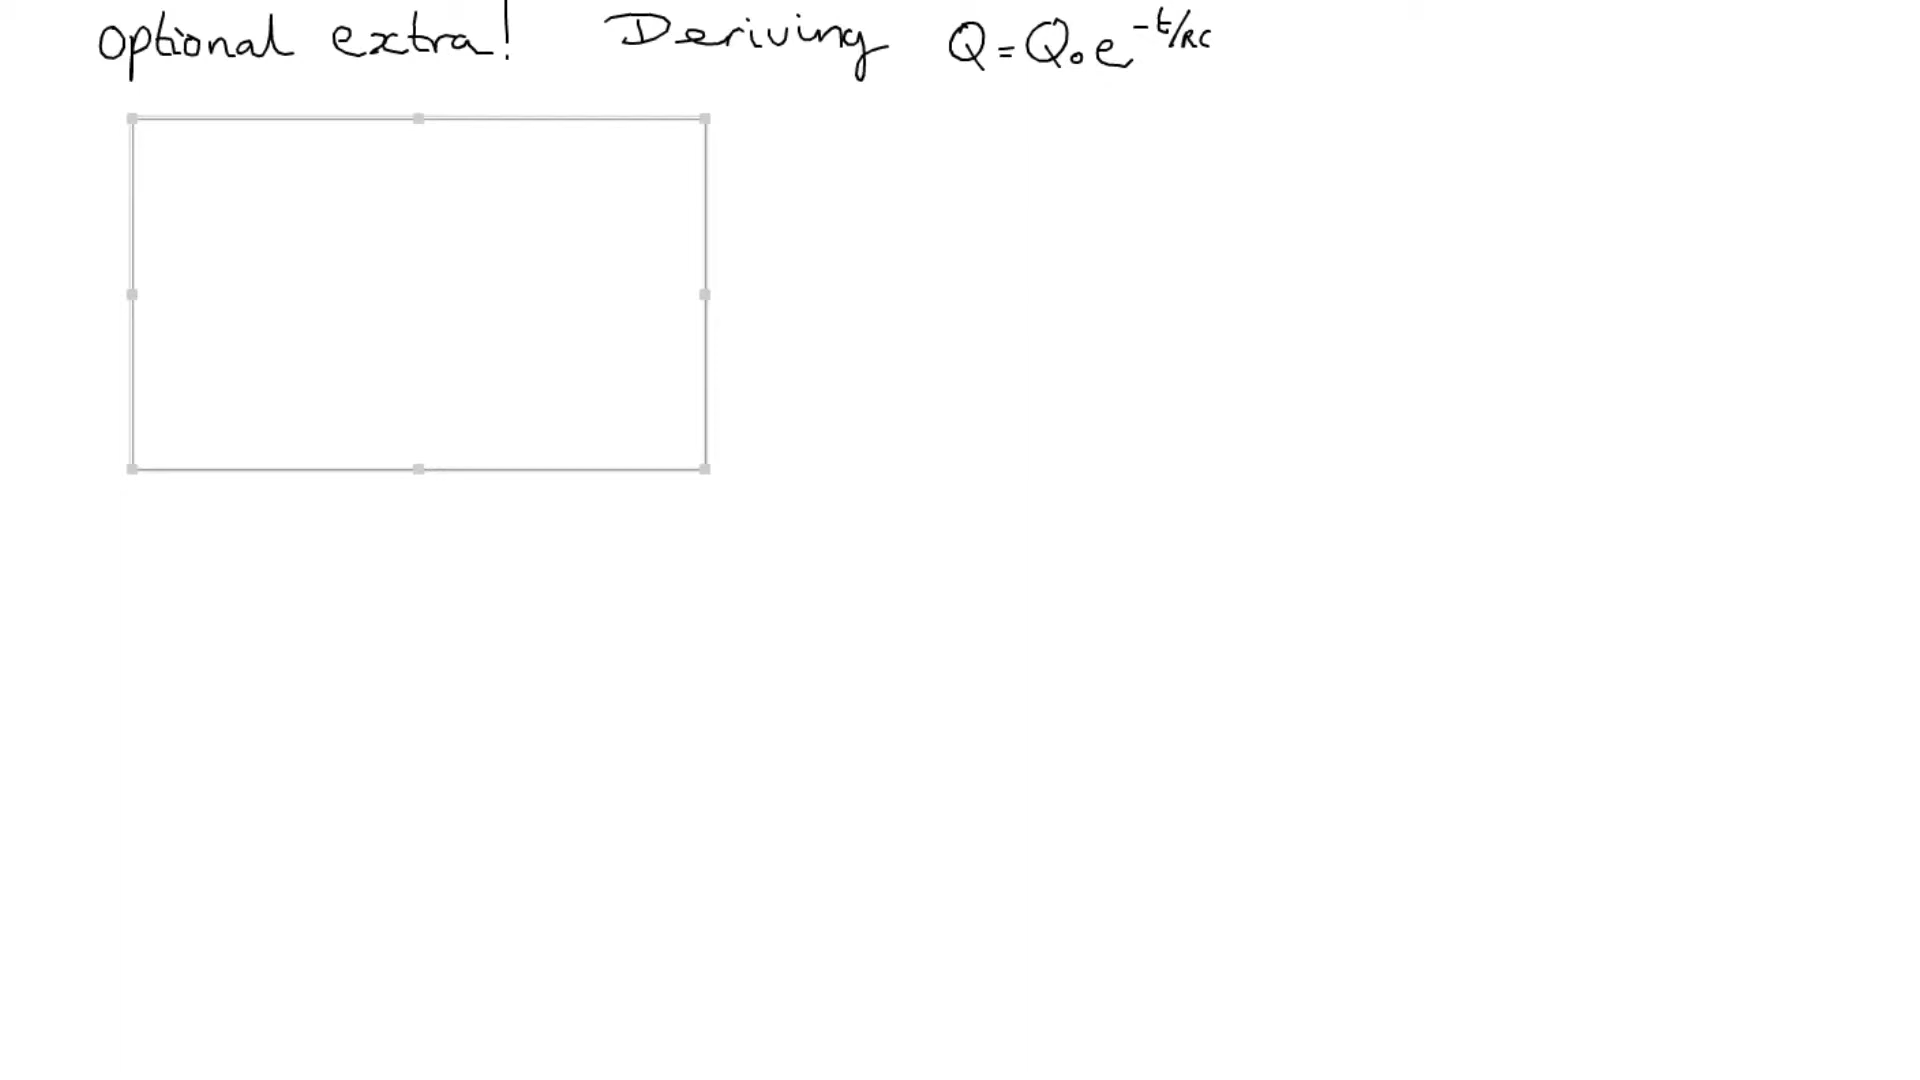 optional extra! Deriving Q = Q₀e^(-t/RC)